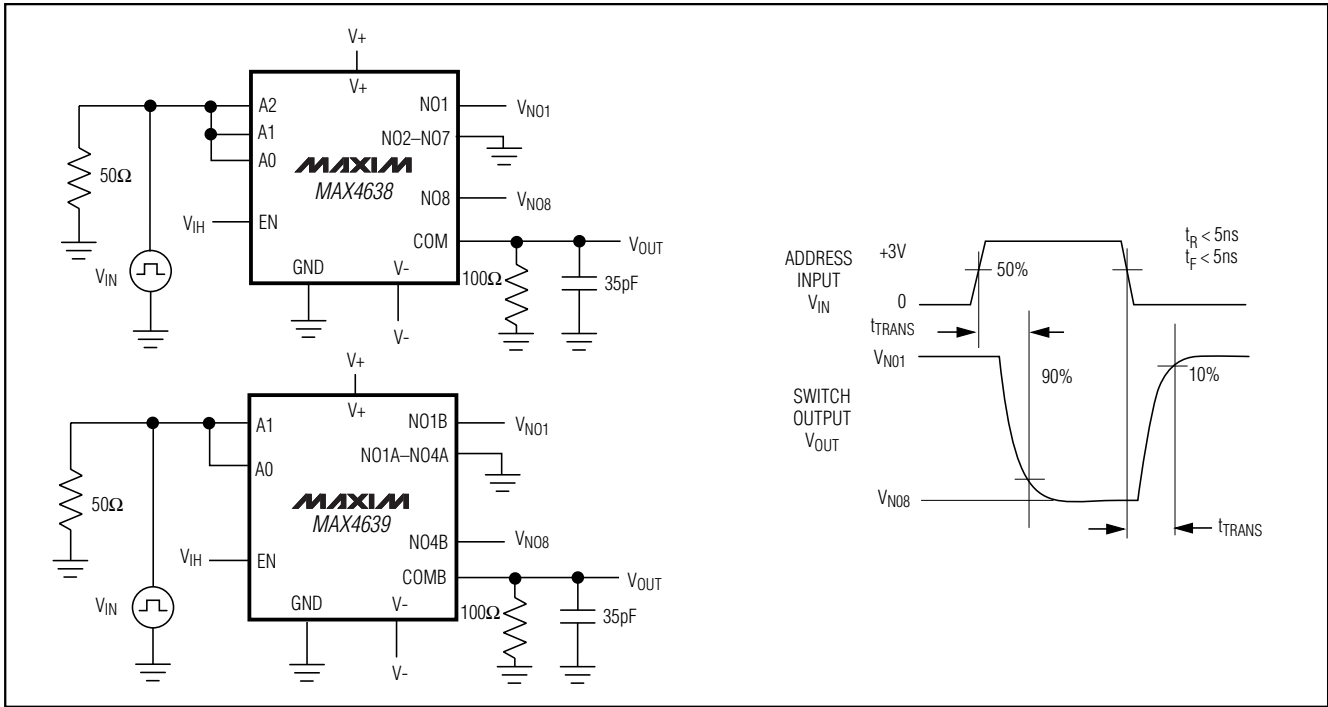 V+
V+
A2
A1
A0
NO1
VNO1
NO2–NO7
50Ω
MAXIM
MAX4638
NO8
VNO8
VIH
EN
COM
VOUT
VIN
GND
V-
100Ω
35pF
V-
V+
V+
A1
A0
NO1B
VNO1
NO1A–NO4A
50Ω
MAXIM
MAX4639
NO4B
VNO8
VIH
EN
COMB
VOUT
VIN
GND
V-
100Ω
35pF
V-
ADDRESS
INPUT
VIN
+3V
50%
0
tR < 5ns
tF < 5ns
tTRANS
VNO1
90%
10%
SWITCH
OUTPUT
VOUT
VNO8
tTRANS